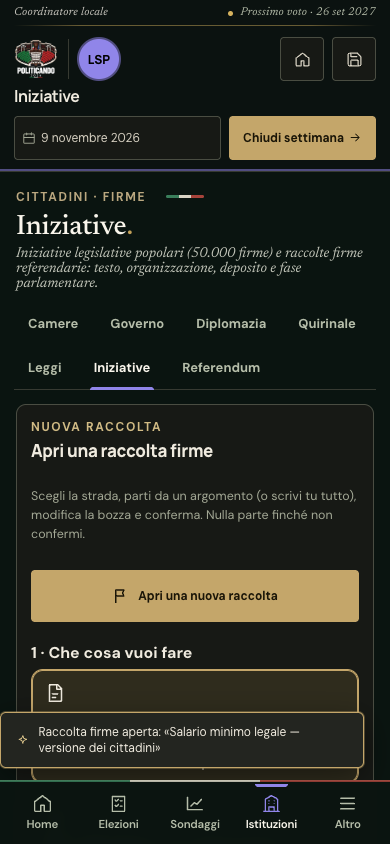 Coordinatore locale
Prossimo voto · 26 set 2027
POLITICANDO
LSP
Iniziative
9 novembre 2026
Chiudi settimana →
CITTADINI · FIRME
Iniziative.
Iniziative legislative popolari (50.000 firme) e raccolte firme
referendarie: testo, organizzazione, deposito e fase
parlamentare.
Camere Governo Diplomazia Quirinale
Leggi Iniziative Referendum
NUOVA RACCOLTA
Apri una raccolta firme
Scegli la strada, parti da un argomento (o scrivi tu tutto),
modifica la bozza e conferma. Nulla parte finché non
confermi.
Apri una nuova raccolta
1 · Che cosa vuoi fare
Raccolta firme aperta: «Salario minimo legale —
versione dei cittadini»
Home Elezioni Sondaggi Istituzioni Altro